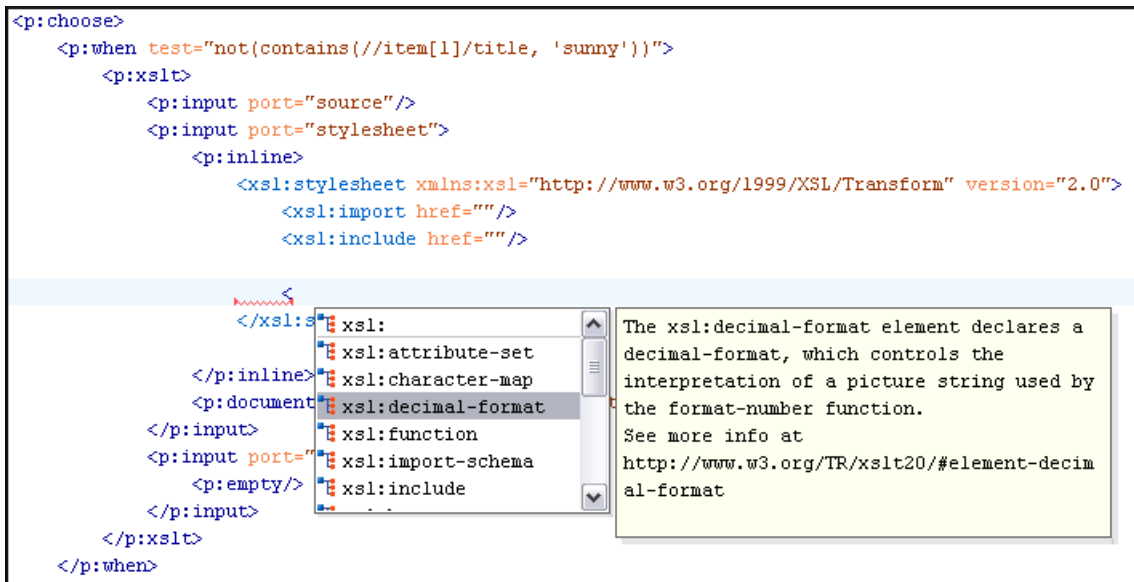 <p:choose>
<p:when test="not(contains(//item[1]/title, 'sunny'))">
<p:xslt>
<p:input port="source"/>
<p:input port="stylesheet">
<p:inline>
<xsl:stylesheet xmlns:xsl="http://www.w3.org/1999/XSL/Transform" version="2.0">
<xsl:import href=""/>
<xsl:include href=""/>
<
</xsl:s
</p:inline>
<p:document
</p:input>
<p:input port="
<p:empty/>
</p:input>
</p:xslt>
</p:when>
xsl:
xsl:attribute-set
xsl:character-map
xsl:decimal-format
xsl:function
xsl:import-schema
xsl:include
The xsl:decimal-format element declares a
decimal-format, which controls the
interpretation of a picture string used by
the format-number function.
See more info at
http://www.w3.org/TR/xslt20/#element-decim
al-format